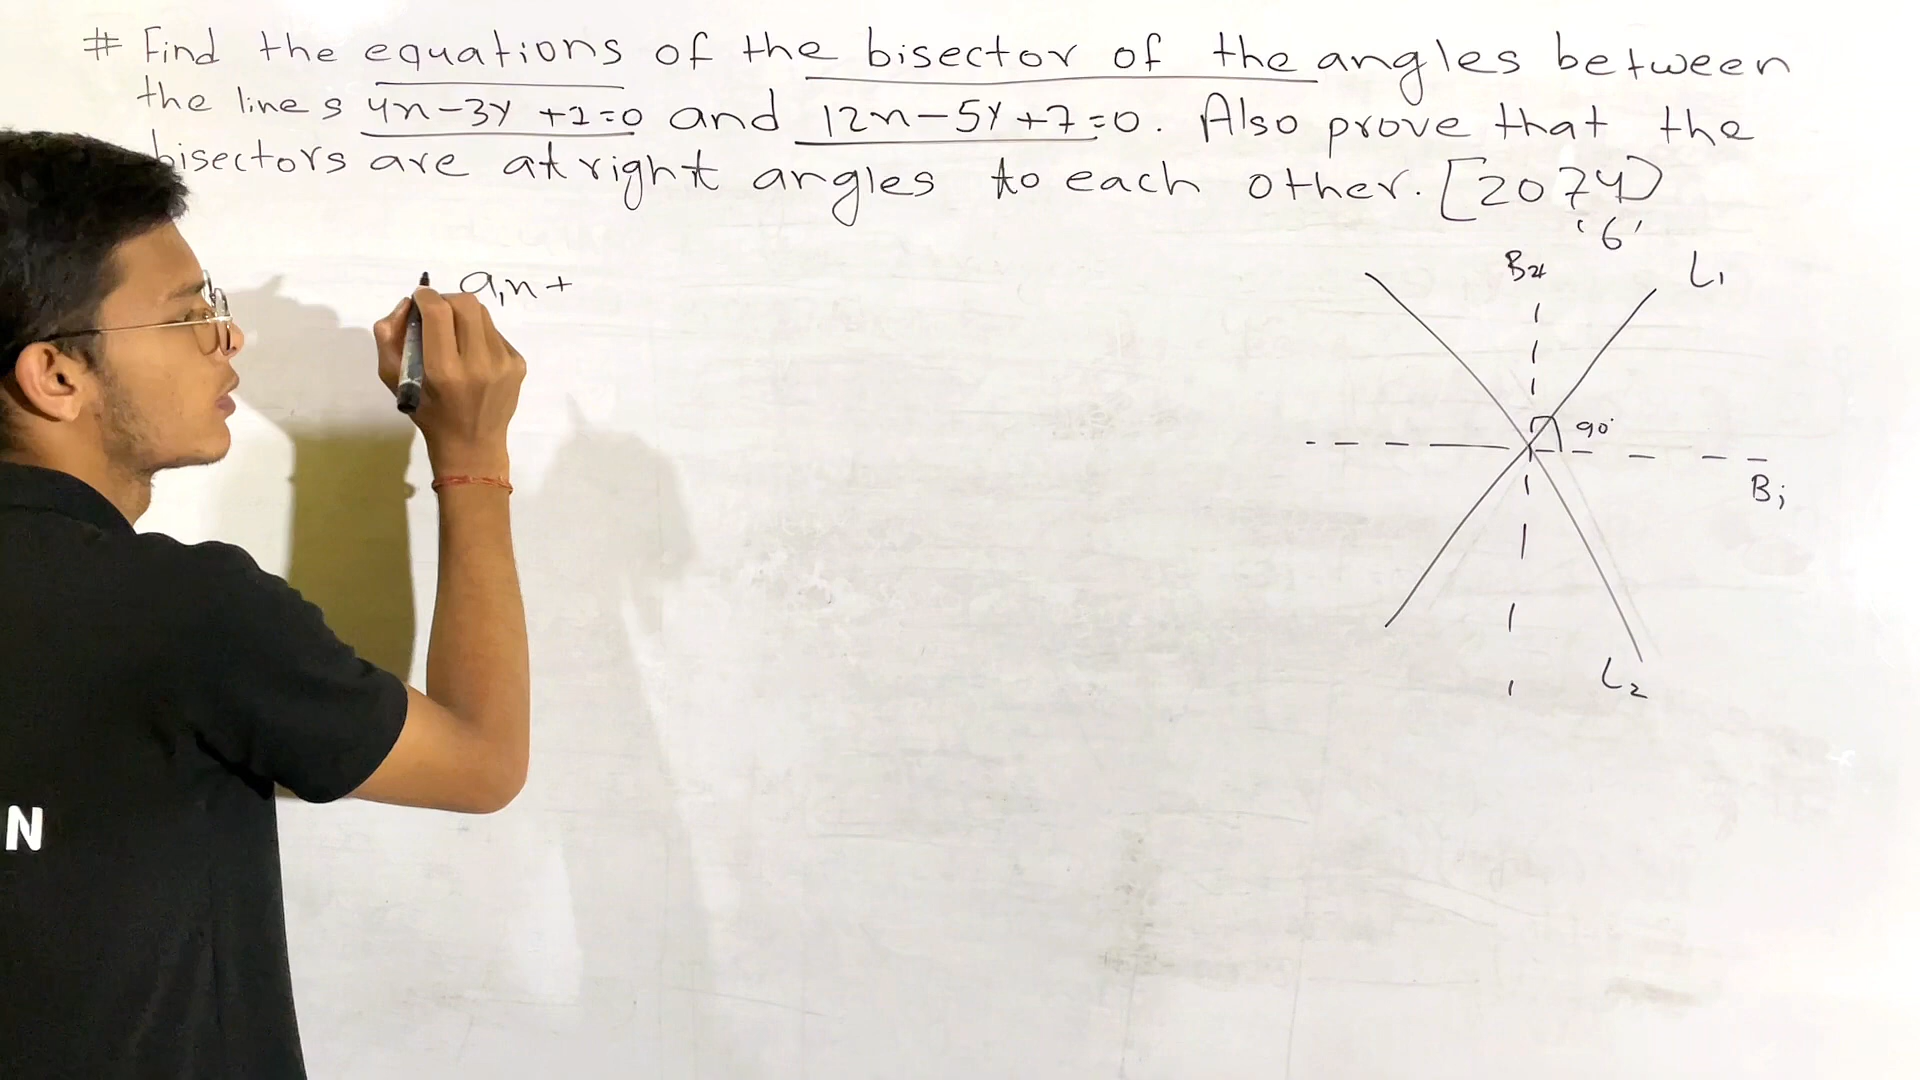 # Find the equations of the bisector of the angles between
the lines 4x-3y +1=0 and 12x-5y+7=0. Also prove that the
bisectors are at right angles to each other. [2074]
'6'
a₁x+
B₂
L₁
90°
B₁
L₂
N